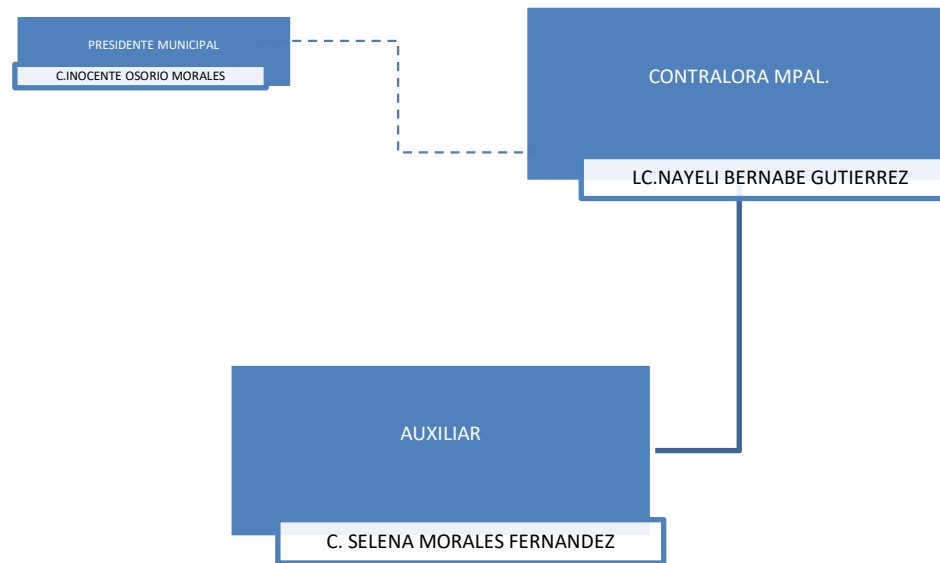 PRESIDENTE MUNICIPAL
C.INOCENTE OSORIO MORALES
CONTRALORA MPAL.
LC.NAYELI BERNABE GUTIERREZ
AUXILIAR
C. SELENA MORALES FERNANDEZ